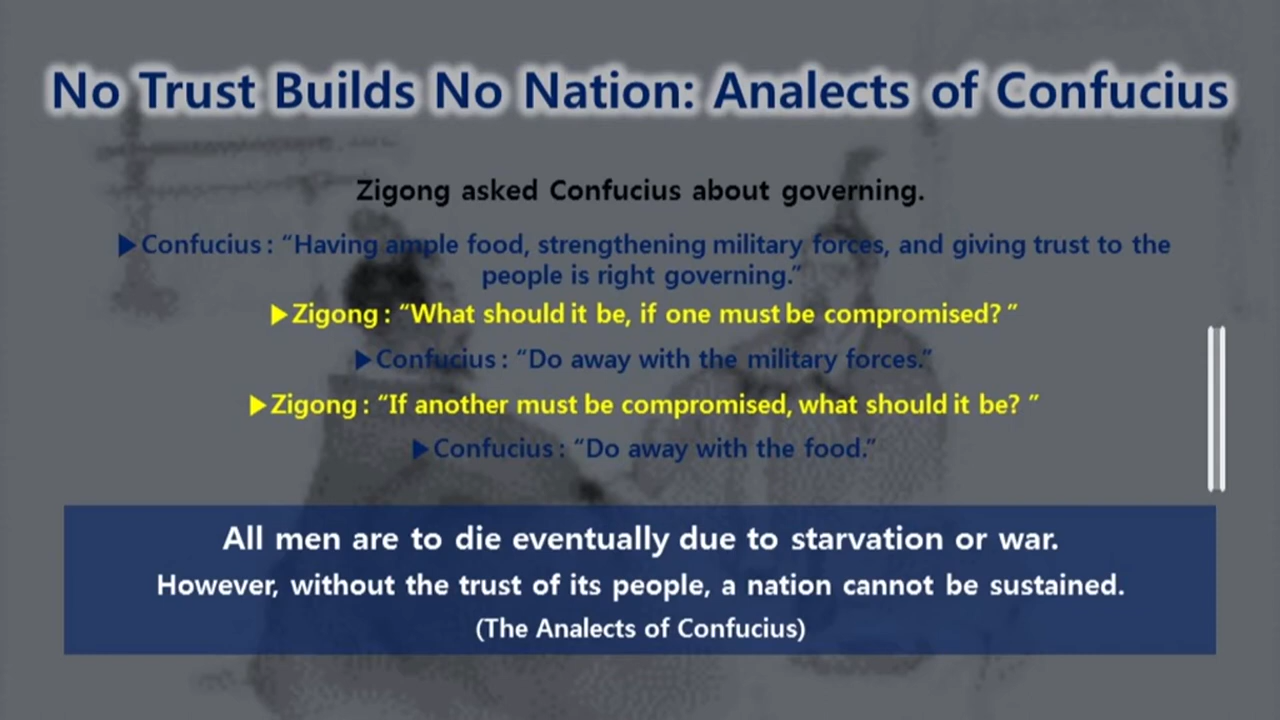 No Trust Builds No Nation: Analects of Confucius
Zigong asked Confucius about governing.
▶Confucius : “Having ample food, strengthening military forces, and giving trust to the
people is right governing.”
▶Zigong : “What should it be, if one must be compromised? ”
▶Confucius : “Do away with the military forces.”
▶Zigong : “If another must be compromised, what should it be? ”
▶Confucius : “Do away with the food.”
All men are to die eventually due to starvation or war.
However, without the trust of its people, a nation cannot be sustained.
(The Analects of Confucius)